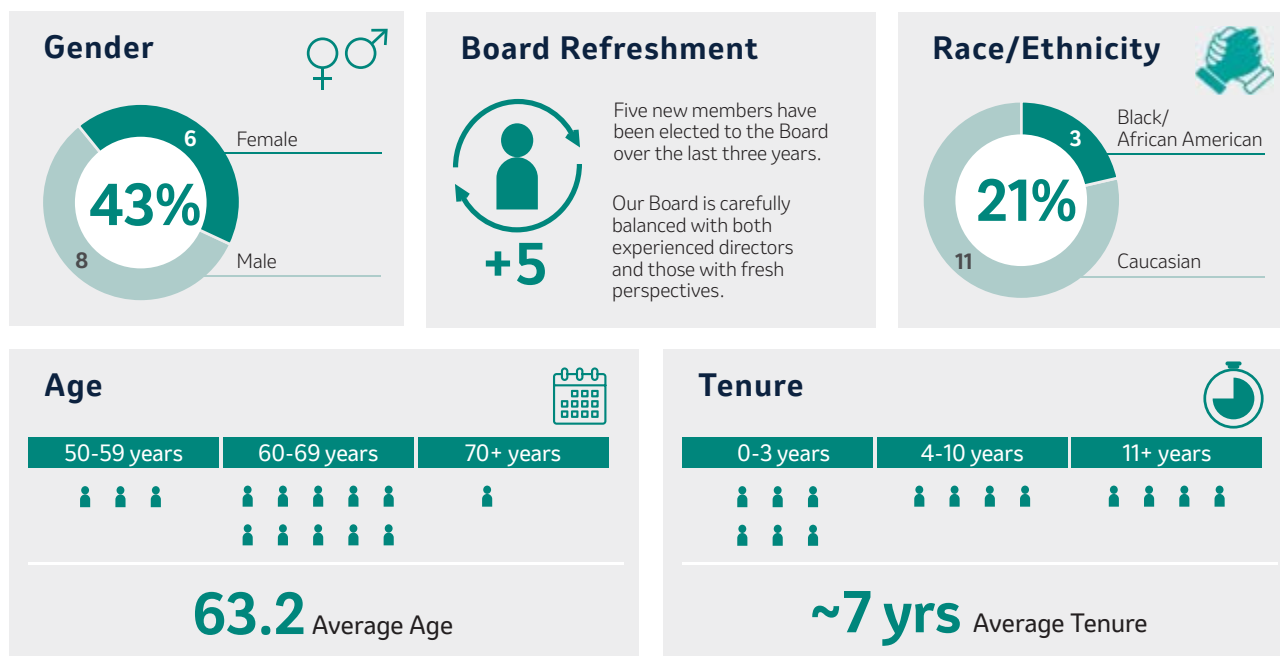 Gender
6
Female
43%
8
Male
Board Refreshment
Five new members have
been elected to the Board
over the last three years.
Our Board is carefully
balanced with both
experienced directors
and those with fresh
perspectives.
+5
Race/Ethnicity
3
Black/
African American
21%
11
Caucasian
Age
50-59 years
60-69 years
70+ years
63.2 Average Age
Tenure
0-3 years
4-10 years
11+ years
~7 yrs Average Tenure